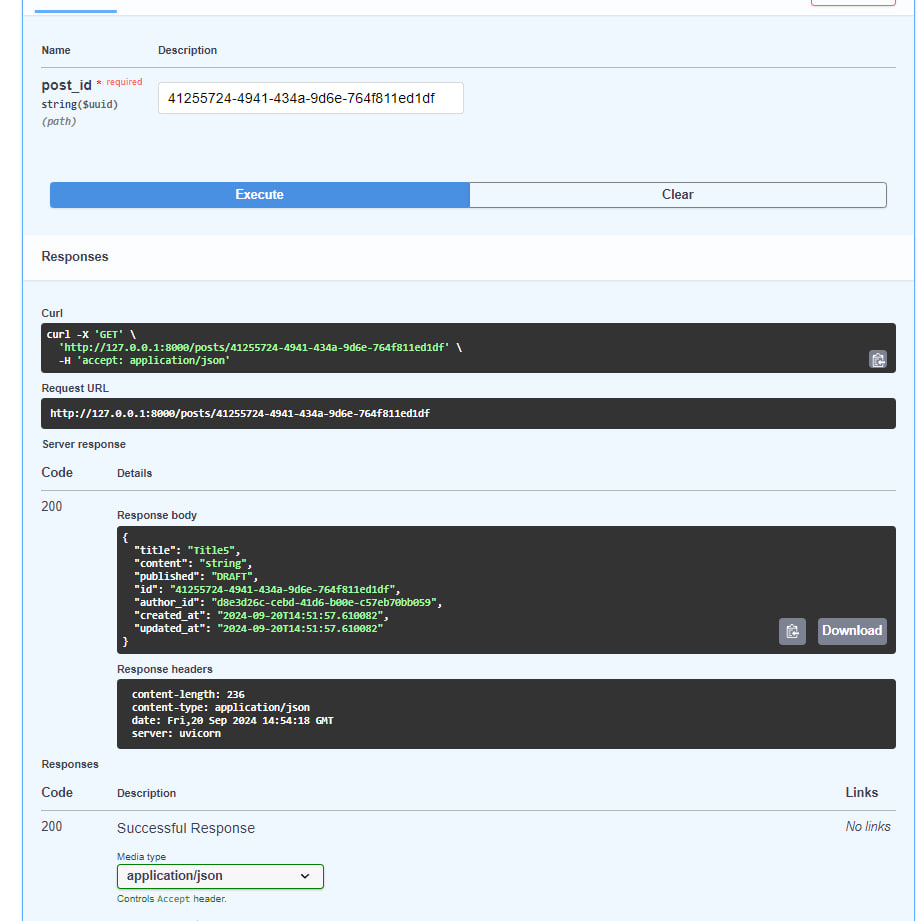 Name Description
post_id * required
string($uuid)
(path)
41255724-4941-434a-9d6e-764f811ed1df
Execute Clear
Responses
Curl
curl -X 'GET' \
'http://127.0.0.1:8000/posts/41255724-4941-434a-9d6e-764f811ed1df' \
-H 'accept: application/json'
Request URL
http://127.0.0.1:8000/posts/41255724-4941-434a-9d6e-764f811ed1df
Server response
Code Details
200
Response body
{
"title": "Title5",
"content": "string",
"published": "DRAFT",
"id": "41255724-4941-434a-9d6e-764f811ed1df",
"author_id": "d8e3d26c-cebd-41d6-b00e-c57eb70bb059",
"created_at": "2024-09-20T14:51:57.610082",
"updated_at": "2024-09-20T14:51:57.610082"
}
Download
Response headers
content-length: 236
content-type: application/json
date: Fri,20 Sep 2024 14:54:18 GMT
server: uvicorn
Responses
Code Description Links
200 Successful Response No links
Media type
application/json
Controls Accept header.